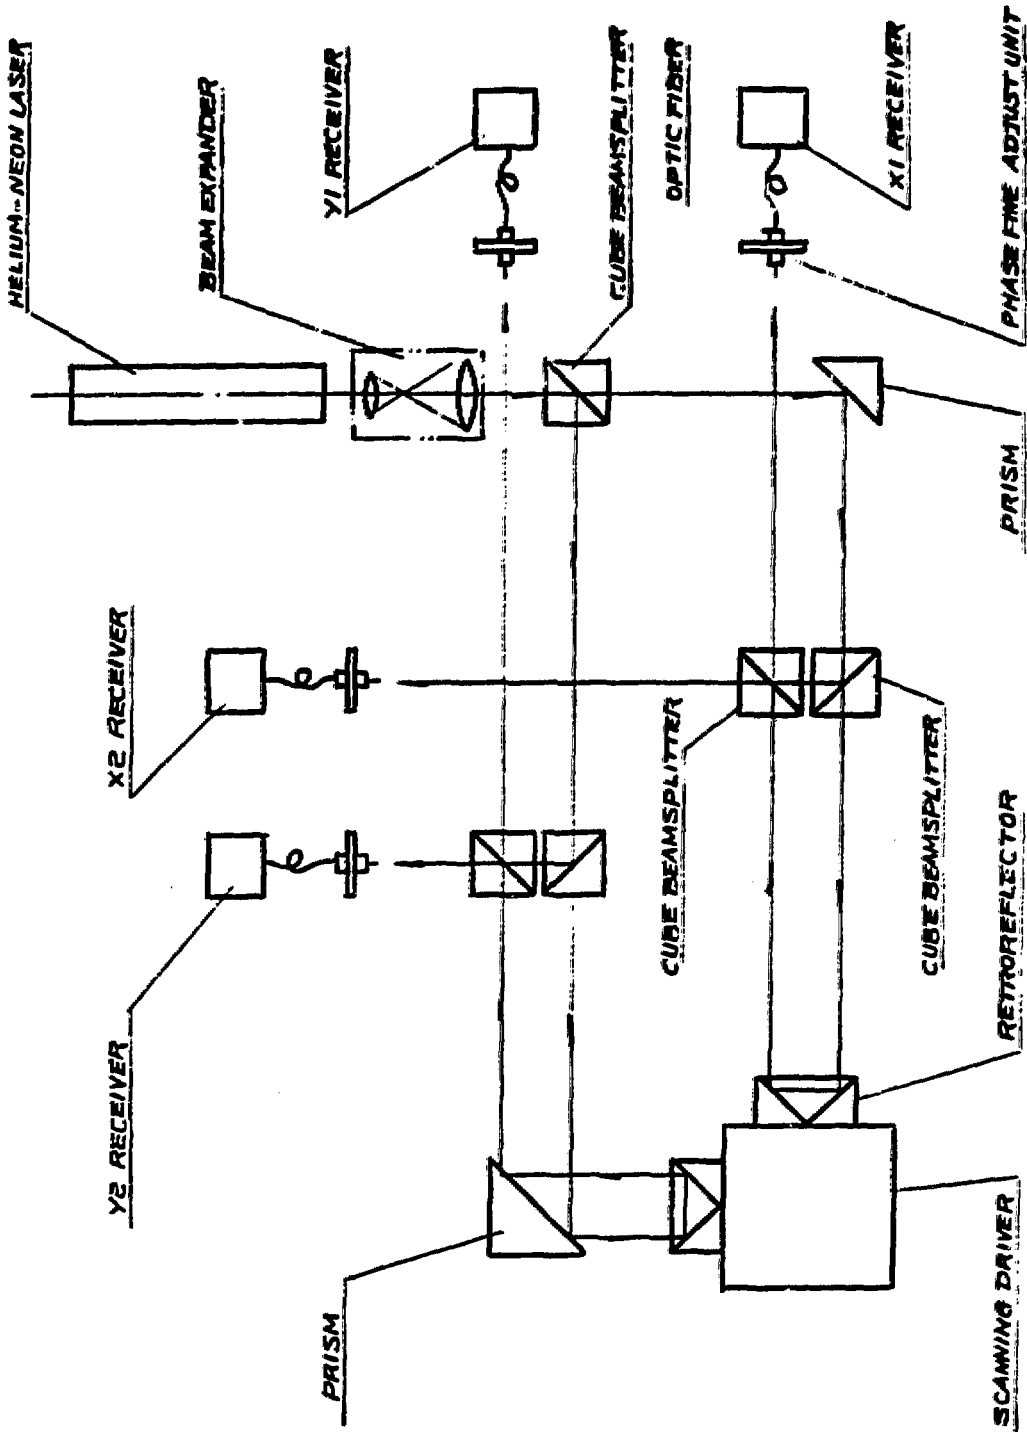 HELIUM-NEON LASER
BEAM EXPANDER
Y1 RECEIVER
CUBE BEAMSPLITTER
OPTIC FIBER
X1 RECEIVER
PHASE FINE ADJUST UNIT
PRISM
X2 RECEIVER
Y2 RECEIVER
CUBE BEAMSPLITTER
CUBE BEAMSPLITTER
RETROREFLECTOR
PRISM
SCANNING DRIVER